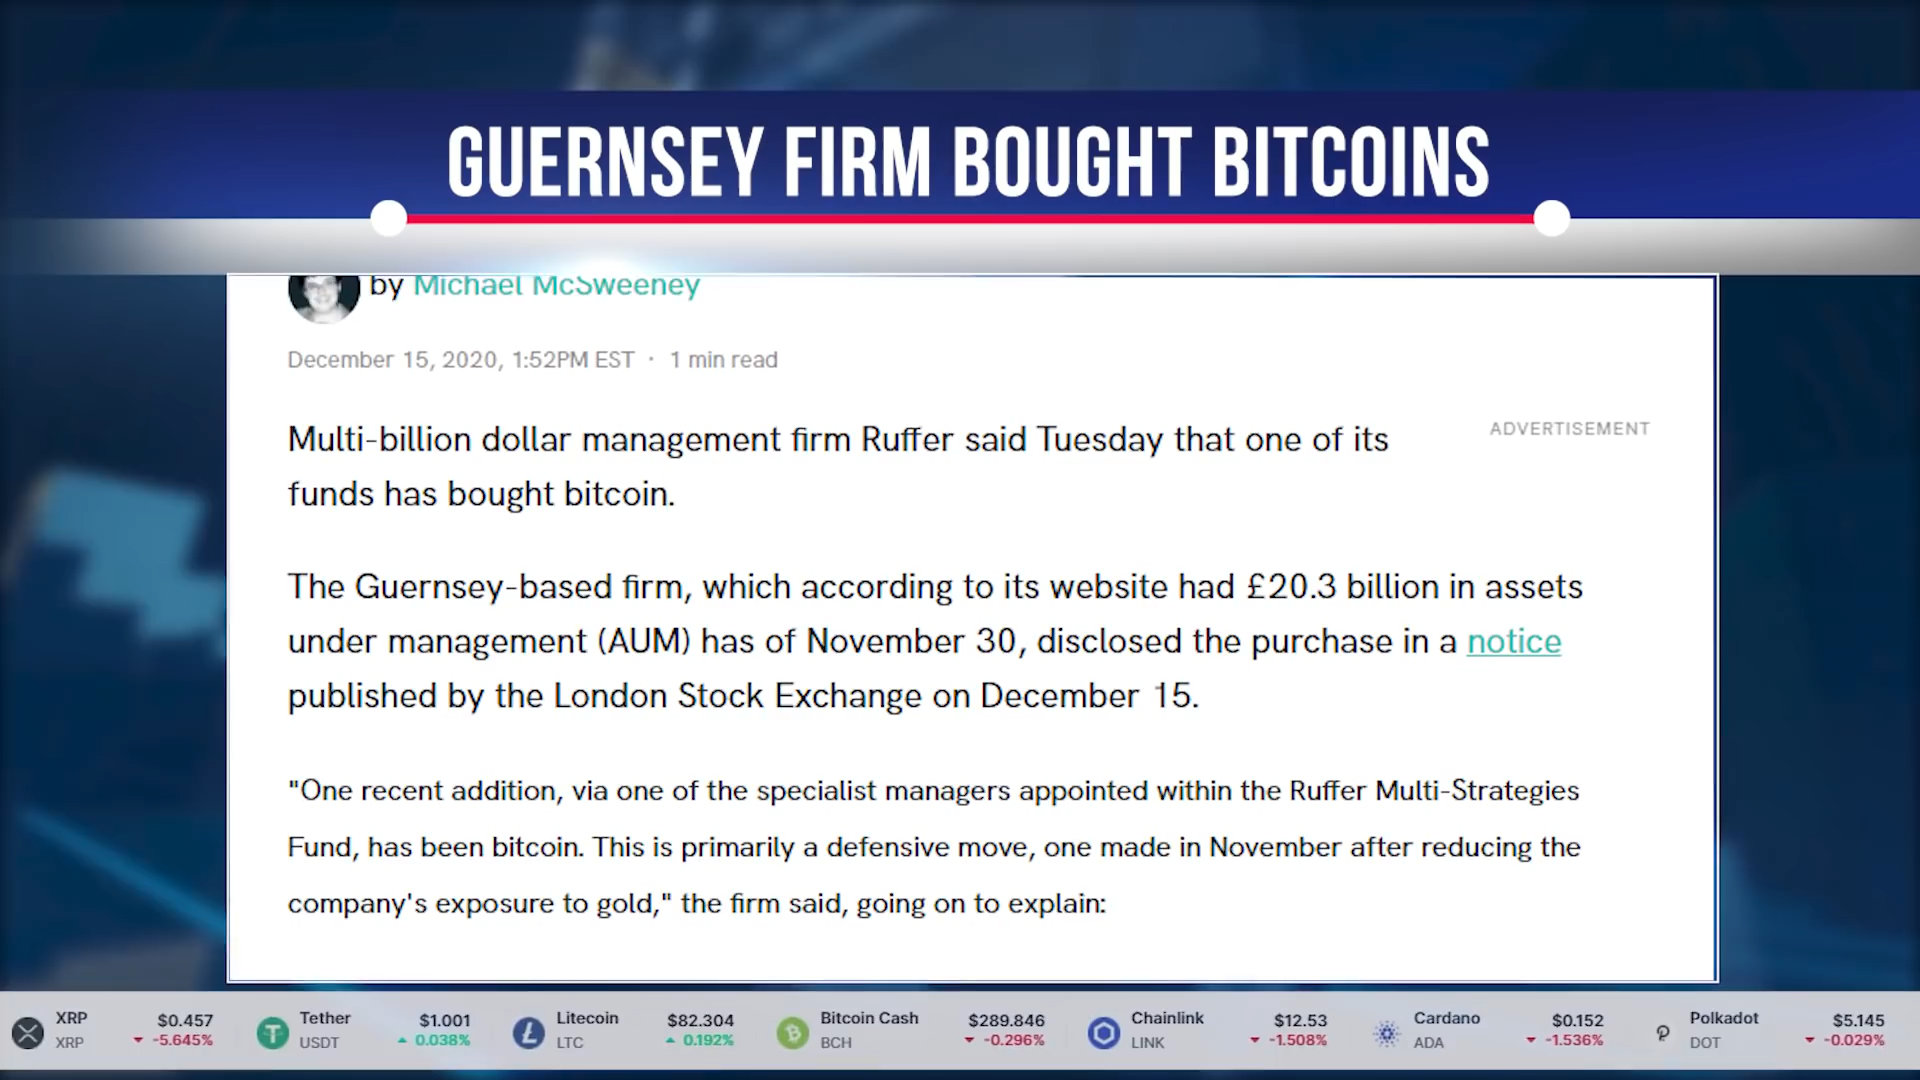 GUERNSEY FIRM BOUGHT BITCOINS
by Michael McSweeney
December 15, 2020, 1:52PM EST · 1 min read
Multi-billion dollar management firm Ruffer said Tuesday that one of its
funds has bought bitcoin.
ADVERTISEMENT
The Guernsey-based firm, which according to its website had £20.3 billion in assets
under management (AUM) has of November 30, disclosed the purchase in a notice
published by the London Stock Exchange on December 15.
"One recent addition, via one of the specialist managers appointed within the Ruffer Multi-Strategies
Fund, has been bitcoin. This is primarily a defensive move, one made in November after reducing the
company's exposure to gold," the firm said, going on to explain:
XRP $0.457 Tether $1.001 Litecoin $82.304 Bitcoin Cash $289.846 Chainlink $12.53 Cardano $0.152 Polkadot $5.145
XRP -5.645% USDT 0.038% LTC 0.192% BCH -0.296% LINK -1.508% ADA -1.536% DOT -0.029%